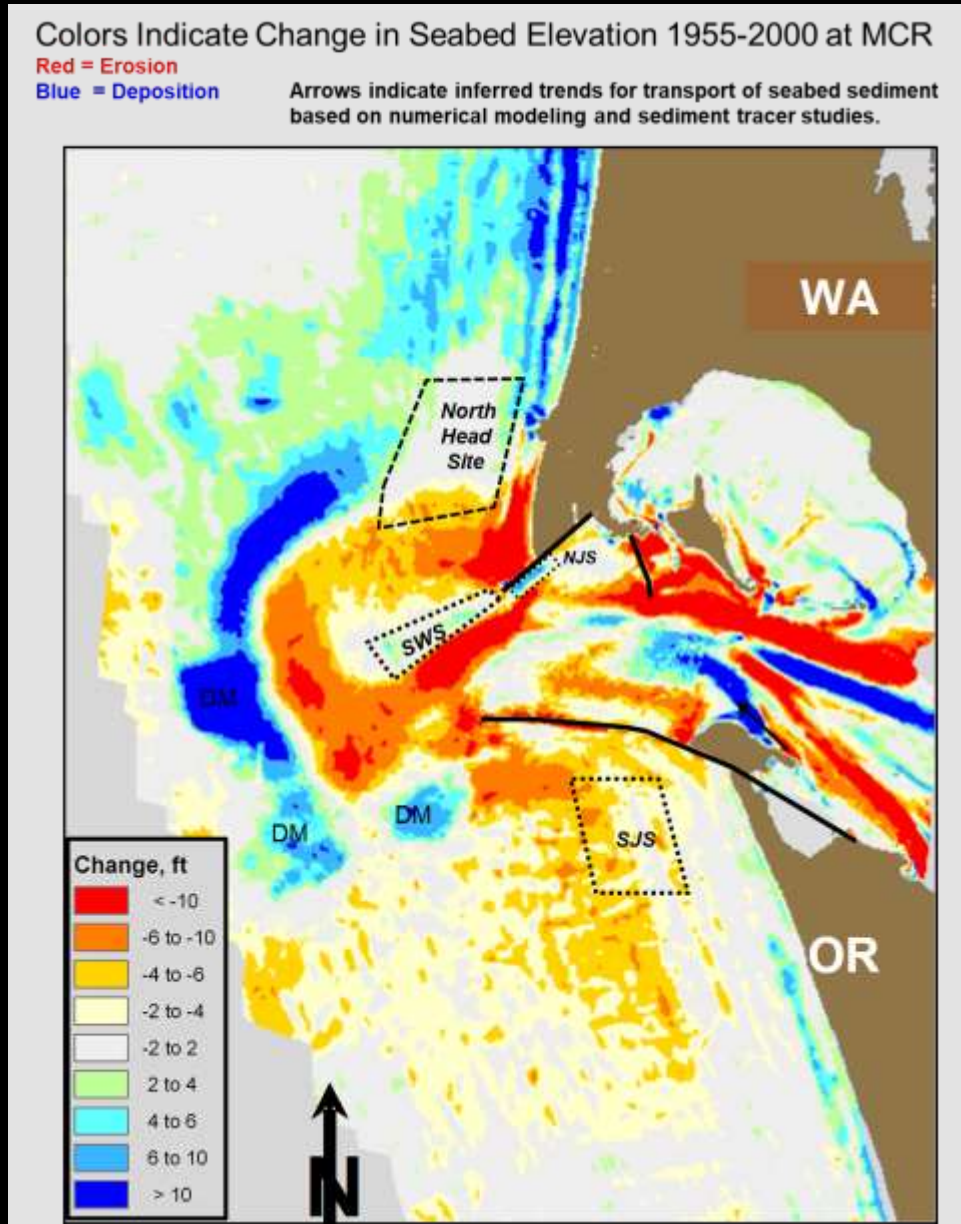 Colors Indicate Change in Seabed Elevation 1955-2000 at MCR
Red = Erosion
Blue = Deposition
Arrows indicate inferred trends for transport of seabed sediment
based on numerical modeling and sediment tracer studies.
WA
North
Head
Site
NJS
SWS
DM
DM
DM
SJS
OR
Change, ft
< -10
-6 to -10
-4 to -6
-2 to -4
-2 to 2
2 to 4
4 to 6
6 to 10
> 10
N